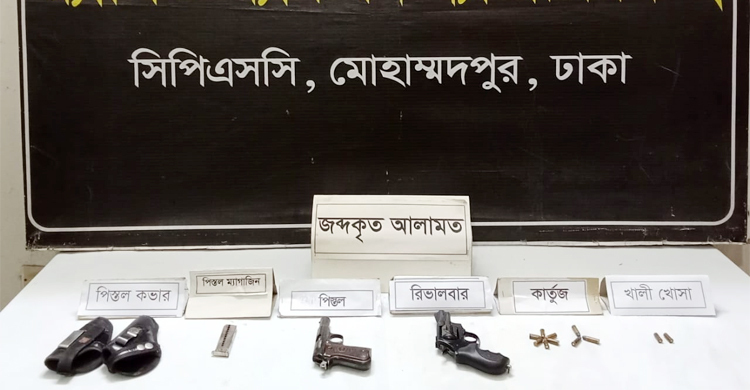 সিপিএসসি, মোহাম্মদপুর, ঢাকা
জব্দকৃত আলামত
পিস্তল কভার
পিস্তল ম্যাগাজিন
পিস্তল
রিভালবার
কার্তুজ
খালী খোসা